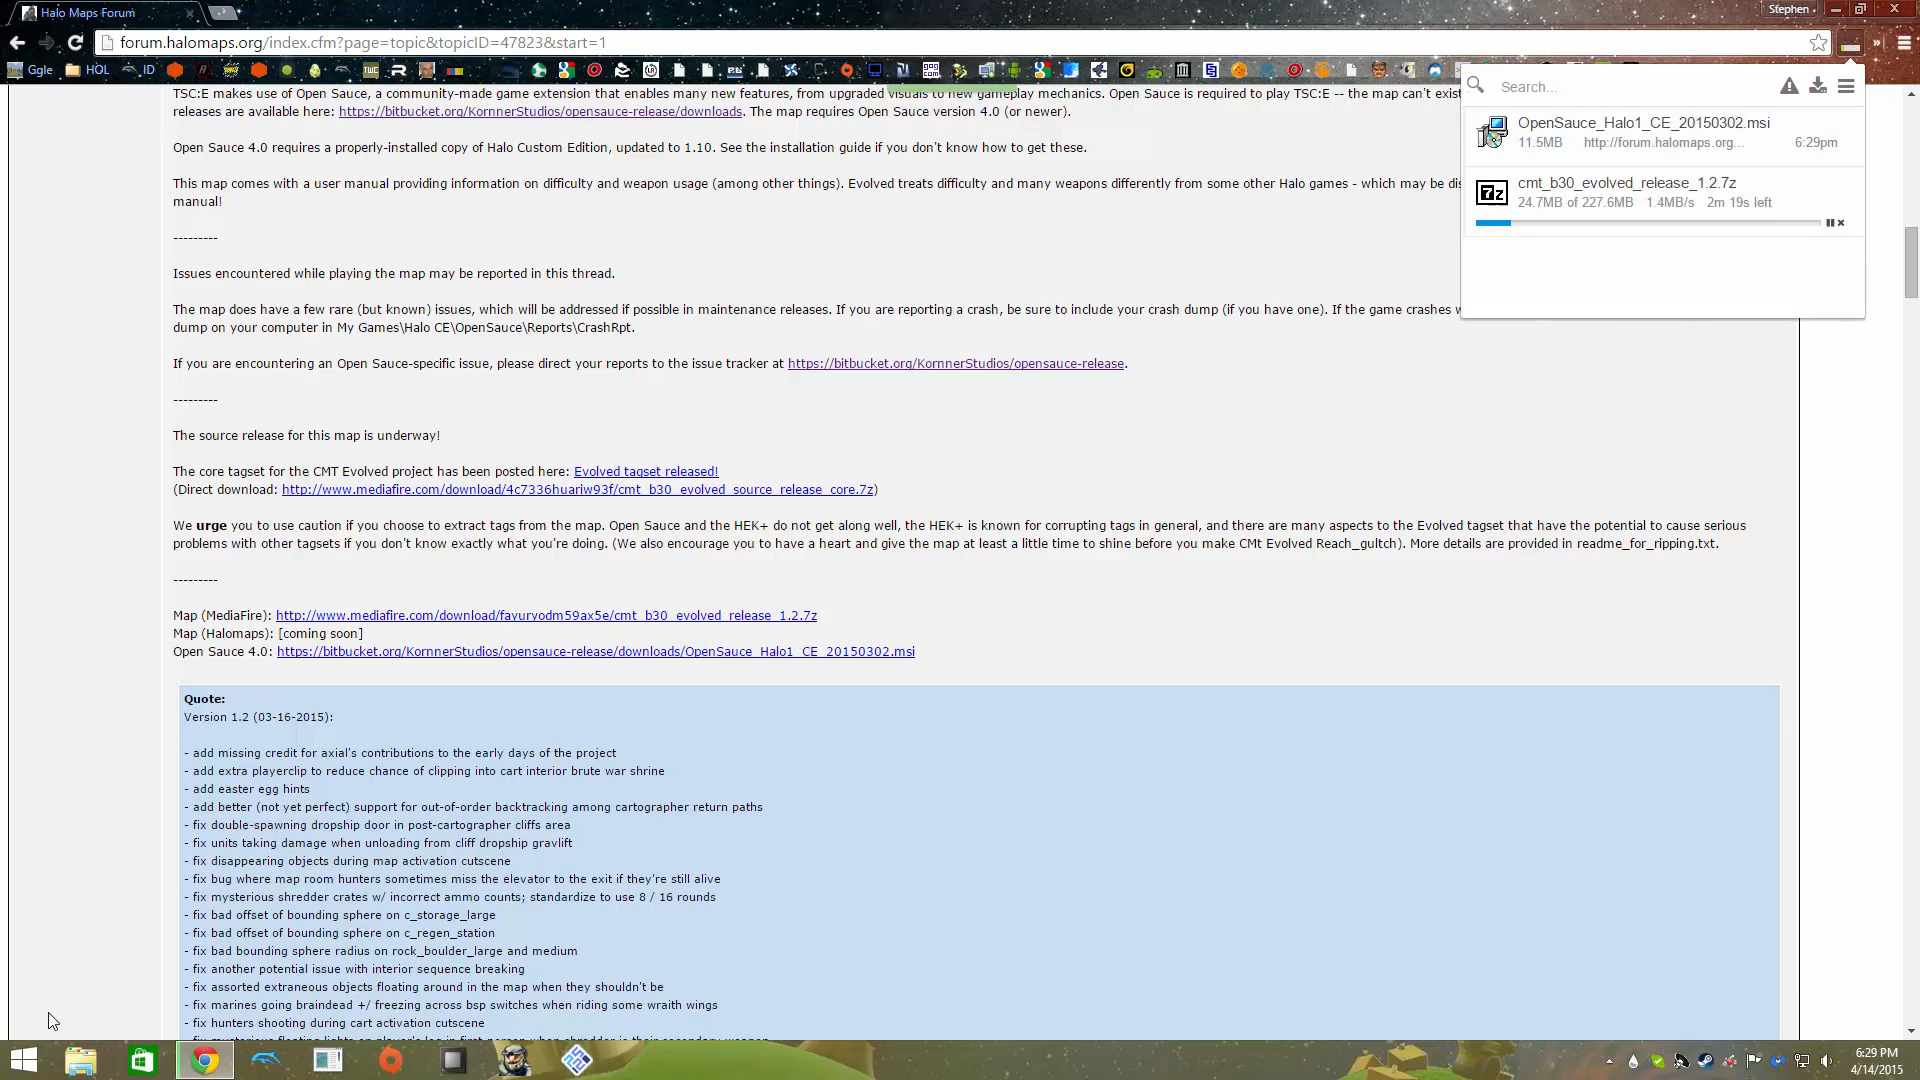 Halo Maps Forum
Stephen
forum.halomaps.org/index.cfm?page=topic&topicID=47823&start=1
Ggle
HOL
ID
Search...
OpenSauce_Halo1_CE_20150302.msi
11.5MB http://forum.halomaps.org... 6:29pm
cmt_b30_evolved_release_1.2.7z
24.7MB of 227.6MB 1.4MB/s 2m 19s left
TSC:E makes use of Open Sauce, a community-made game extension that enables many new features, from upgraded visuals to new gameplay mechanics. Open Sauce is required to play TSC:E -- the map can't exist
releases are available here: https://bitbucket.org/KornnerStudios/opensauce-release/downloads. The map requires Open Sauce version 4.0 (or newer).
Open Sauce 4.0 requires a properly-installed copy of Halo Custom Edition, updated to 1.10. See the installation guide if you don't know how to get these.
This map comes with a user manual providing information on difficulty and weapon usage (among other things). Evolved treats difficulty and many weapons differently from some other Halo games - which may be dis
manual!
---------
Issues encountered while playing the map may be reported in this thread.
The map does have a few rare (but known) issues, which will be addressed if possible in maintenance releases. If you are reporting a crash, be sure to include your crash dump (if you have one). If the game crashes w
dump on your computer in My Games\Halo CE\OpenSauce\Reports\CrashRpt.
If you are encountering an Open Sauce-specific issue, please direct your reports to the issue tracker at https://bitbucket.org/KornnerStudios/opensauce-release.
---------
The source release for this map is underway!
The core tagset for the CMT Evolved project has been posted here: Evolved tagset released!
(Direct download: http://www.mediafire.com/download/4c7336huariw93f/cmt_b30_evolved_source_release_core.7z)
We urge you to use caution if you choose to extract tags from the map. Open Sauce and the HEK+ do not get along well, the HEK+ is known for corrupting tags in general, and there are many aspects to the Evolved tagset that have the potential to cause serious
problems with other tagsets if you don't know exactly what you're doing. (We also encourage you to have a heart and give the map at least a little time to shine before you make CMt Evolved Reach_gultch). More details are provided in readme_for_ripping.txt.
---------
Map (MediaFire): http://www.mediafire.com/download/fayuryodm59ax5e/cmt_b30_evolved_release_1.2.7z
Map (Halomaps): [coming soon]
Open Sauce 4.0: https://bitbucket.org/KornnerStudios/opensauce-release/downloads/OpenSauce_Halo1_CE_20150302.msi
Quote:
Version 1.2 (03-16-2015):
- add missing credit for axial's contributions to the early days of the project
- add extra playerclip to reduce chance of clipping into cart interior brute war shrine
- add easter egg hints
- add better (not yet perfect) support for out-of-order backtracking among cartographer return paths
- fix double-spawning dropship door in post-cartographer cliffs area
- fix units taking damage when unloading from cliff dropship gravlift
- fix disappearing objects during map activation cutscene
- fix bug where map room hunters sometimes miss the elevator to the exit if they're still alive
- fix mysterious shredder crates w/ incorrect ammo counts; standardize to use 8 / 16 rounds
- fix bad offset of bounding sphere on c_storage_large
- fix bad offset of bounding sphere on c_regen_station
- fix bad bounding sphere radius on rock_boulder_large and medium
- fix another potential issue with interior sequence breaking
- fix assorted extraneous objects floating around in the map when they shouldn't be
- fix marines going braindead +/ freezing across bsp switches when riding some wraith wings
- fix hunters shooting during cart activation cutscene
6:29 PM
4/14/2015